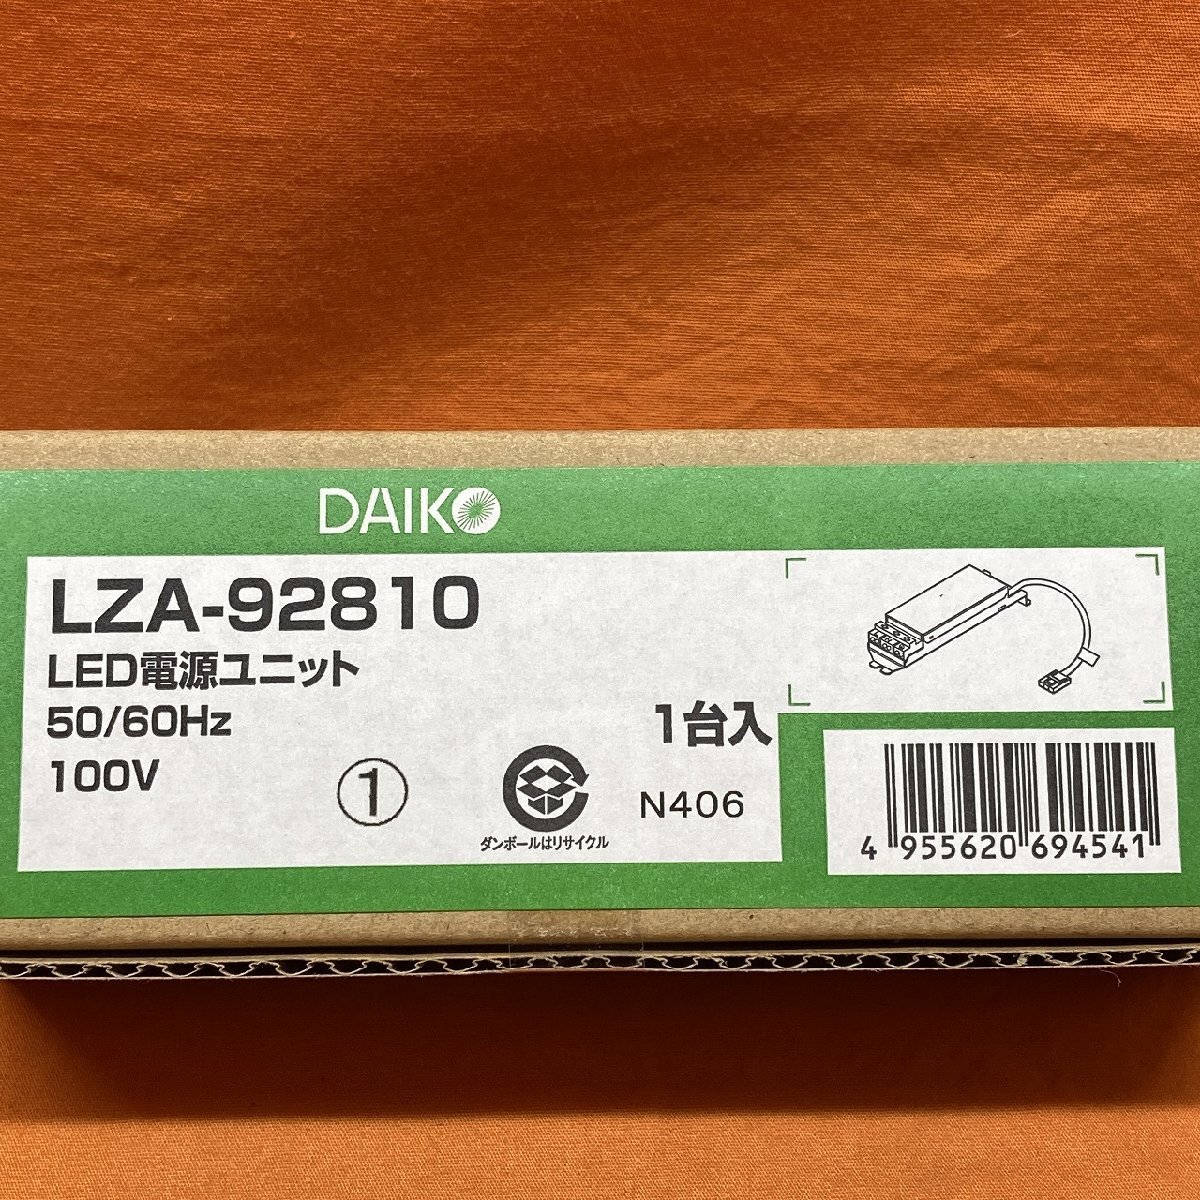 DAIKO
LZA-92810
LED電源ユニット
50/60Hz
100V
①
ダンボールはリサイクル
1台入
N406
4 955620 694541